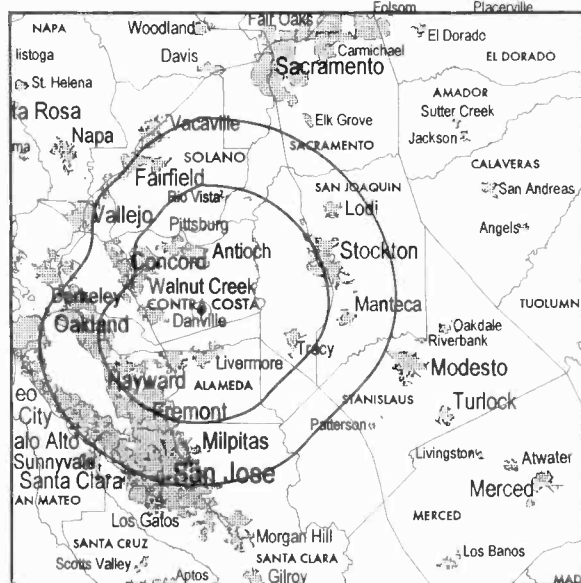 Folsom Placerville
NAPA Woodland Fair Oaks El Dorado
listoga Davis Carmichael EL DORADO
St. Helena Sacramento
AMADOR
ta Rosa Vacaville Elk Grove Sutter Creek
Napa SOLANO SACRAMENTO Jackson
CALAVERAS
Fairfield SAN JOAQUIN San Andreas
Rio Vista
Vallejo Pittsburg Lodi Angels
Concord Antioch Stockton
Walnut Creek
Berkeley CONTRA COSTA Manteca TUOLUMN
Oakland Danville Oakdale
Riverbank
Tracy
Hayward Livermore Modesto
ALAMEDA
eo STANISLAUS
City Fremont Turlock
Patterson
alo Alto Milpitas
Sunnyvale Livingston Atwater
Santa Clara San Jose Merced
AN MATEO
Los Gatos MERCED
Morgan Hill
SANTA CRUZ SANTA CLARA Los Banos
Scotts Valley
Aptos Gilroy MAD